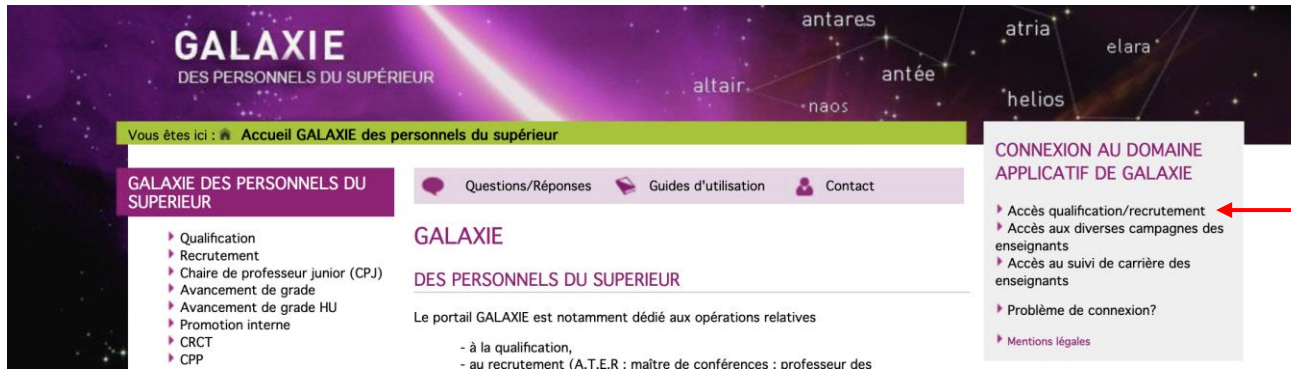 GALAXIE
DES PERSONNELS DU SUPÉRIEUR
antares
atria
elara
altair
antée
naos
helios
Vous êtes ici : Accueil GALAXIE des personnels du supérieur
GALAXIE DES PERSONNELS DU
SUPERIEUR
Qualification
Recrutement
Chaire de professeur junior (CPJ)
Avancement de grade
Avancement de grade HU
Promotion interne
CRCT
CPP
Questions/Réponses Guides d'utilisation Contact
GALAXIE
DES PERSONNELS DU SUPERIEUR
Le portail GALAXIE est notamment dédié aux opérations relatives
- à la qualification,
- au recrutement (A.T.E.R ; maître de conférences ; professeur des
CONNEXION AU DOMAINE
APPLICATIF DE GALAXIE
Accès qualification/recrutement
Accès aux diverses campagnes des
enseignants
Accès au suivi de carrière des
enseignants
Problème de connexion?
Mentions légales